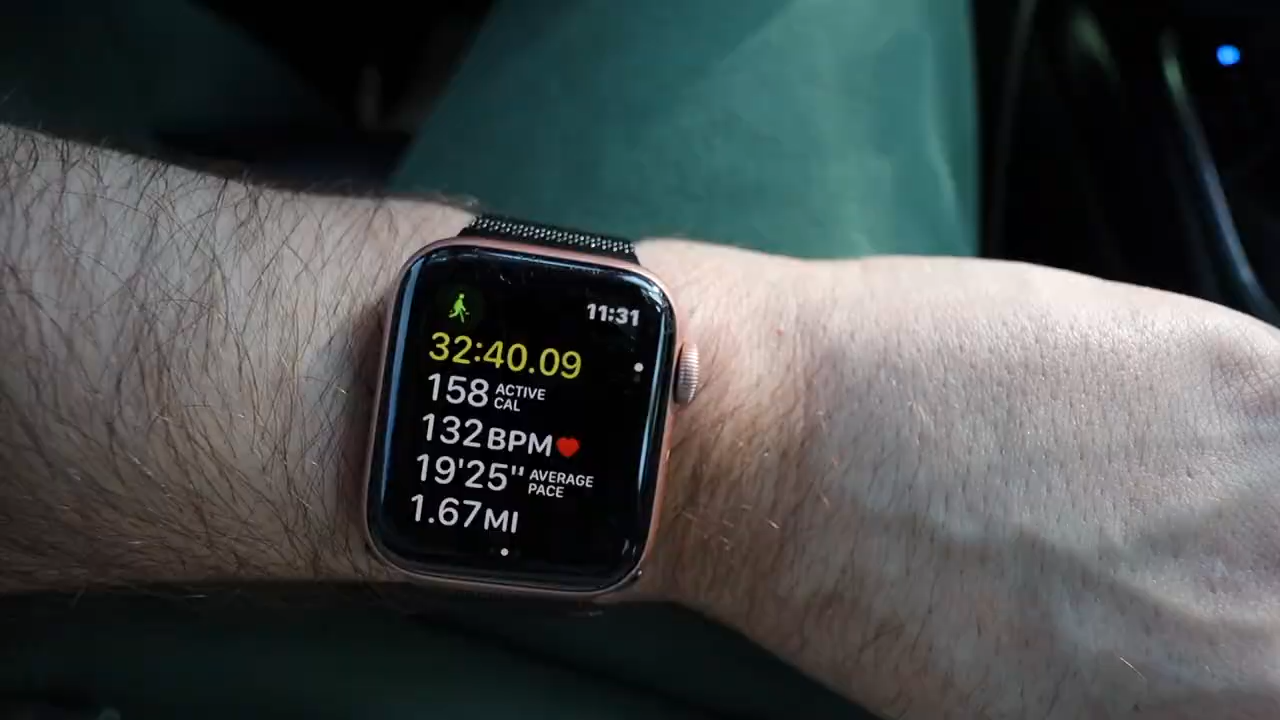 11:31
32:40.09
158 ACTIVE CAL
132 BPM
19'25" AVERAGE PACE
1.67MI